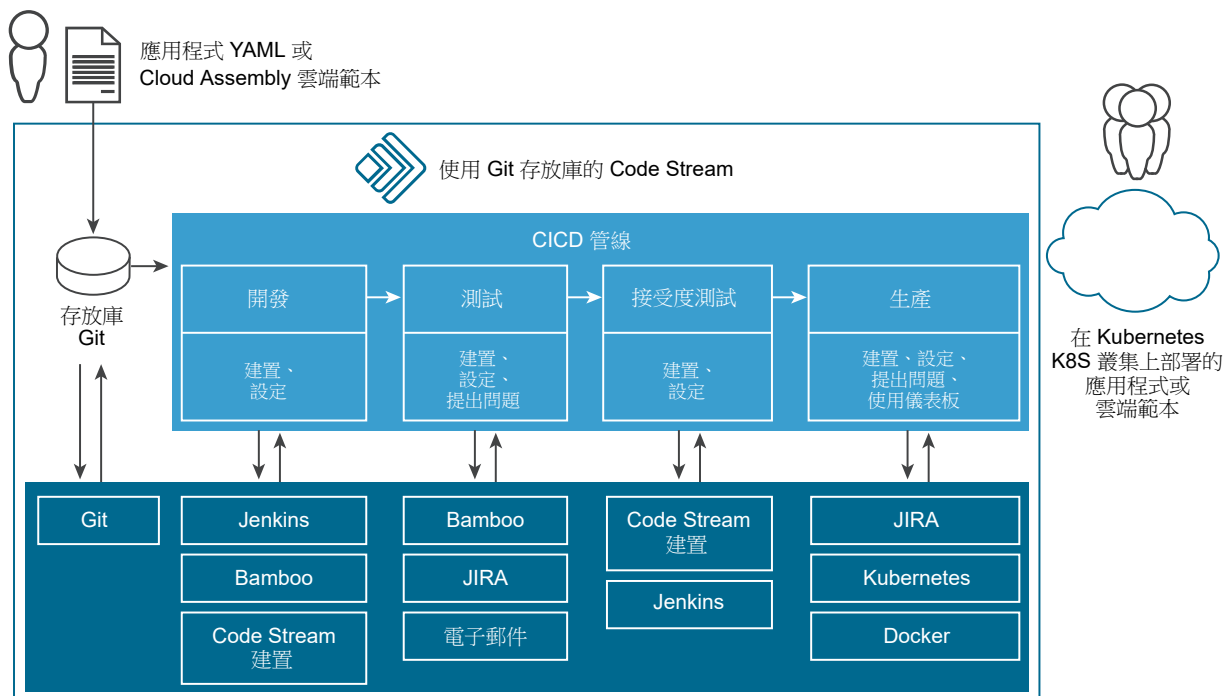 應用程式 YAML 或
Cloud Assembly 雲端範本
使用 Git 存放庫的 Code Stream
CICD 管線
存放庫
Git
開發
建置、
設定
測試
建置、
設定、
提出問題
接受度測試
建置、
設定
生產
建置、設定、
提出問題、
使用儀表板
在 Kubernetes
K8S 叢集上部署的
應用程式或
雲端範本
Git
Jenkins
Bamboo
Code Stream
建置
Bamboo
JIRA
電子郵件
Code Stream
建置
Jenkins
JIRA
Kubernetes
Docker